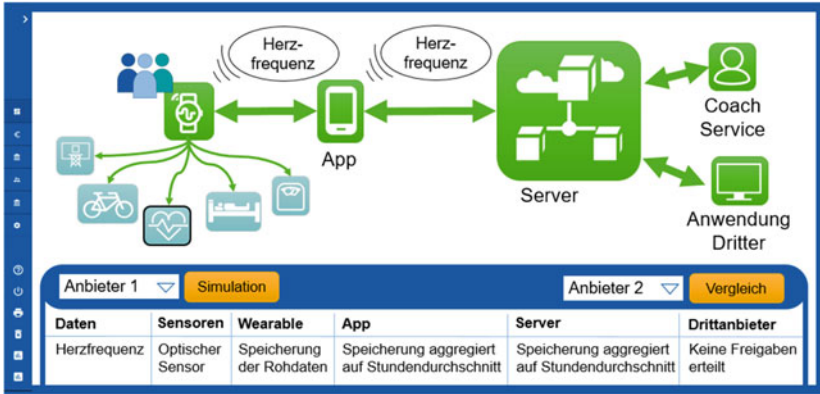 Herz-
frequenz
Herz-
frequenz
App
Server
Coach
Service
Anwendung
Dritter
Anbieter 1
Simulation
Anbieter 2
Vergleich
Daten Sensoren Wearable App Server Drittanbieter
Herzfrequenz Optischer Speicherung Speicherung aggregiert Speicherung aggregiert Keine Freigaben
Sensor der Rohdaten auf Stundendurchschnitt auf Stundendurchschnitt erteilt